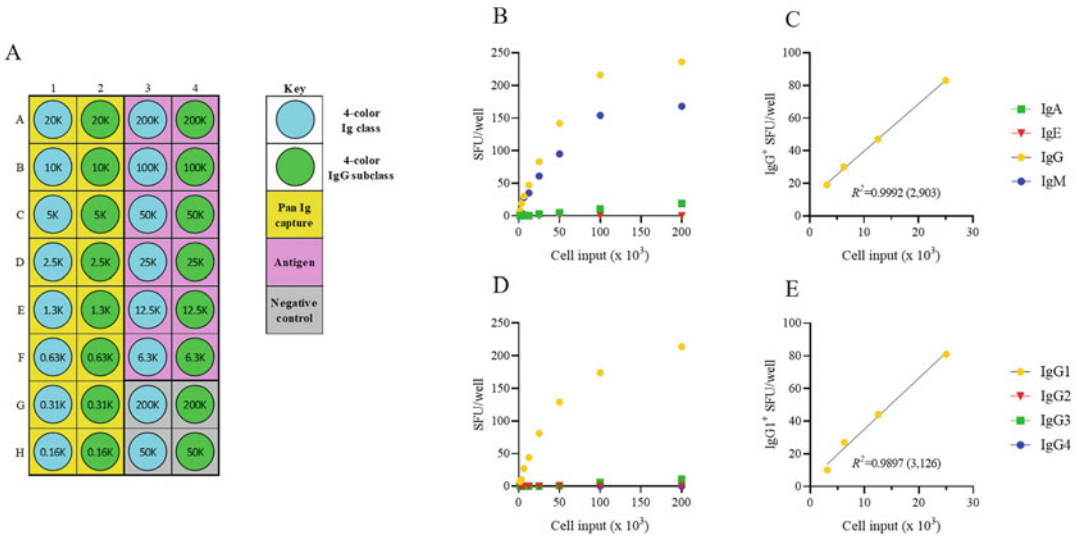 A
1 2 3 4
A 20K 20K 200K 200K
B 10K 10K 100K 100K
C 5K 5K 50K 50K
D 2.5K 2.5K 25K 25K
E 1.3K 1.3K 12.5K 12.5K
F 0.63K 0.63K 6.3K 6.3K
G 0.31K 0.31K 200K 200K
H 0.16K 0.16K 50K 50K
Key
4-color
Ig class
4-color
IgG subclass
Pan Ig
capture
Antigen
Negative
control
B
SFU/well
250
200
150
100
50
0
0 50 100 150 200
Cell input (x 10³)
C
IgG⁺ SFU/well
100
80
60
40
20
0
R²=0.9992 (2,903)
0 10 20 30
Cell input (x 10³)
IgA
IgE
IgG
IgM
D
SFU/well
250
200
150
100
50
0
0 50 100 150 200
Cell input (x 10³)
E
IgG1⁺ SFU/well
100
80
60
40
20
0
R²=0.9897 (3,126)
0 10 20 30
Cell input (x 10³)
IgG1
IgG2
IgG3
IgG4